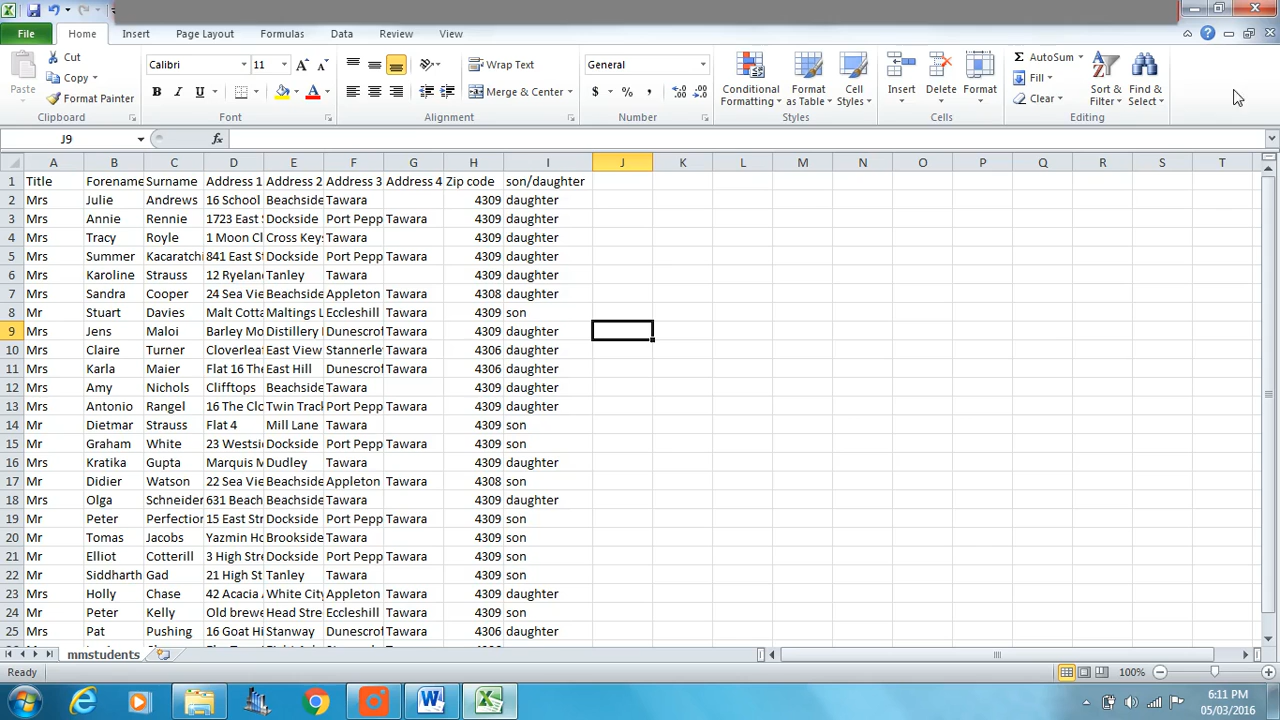 File Home Insert Page Layout Formulas Data Review View
Cut
Copy
Format Painter
Paste
Clipboard
Calibri 11
B I U
Font
Wrap Text
Merge & Center
Alignment
General
$ % ,
Number
Conditional Formatting
Format as Table
Cell Styles
Styles
Insert Delete Format
Cells
AutoSum
Fill
Clear
Sort & Filter
Find & Select
Editing
J9 fx
A B C D E F G H I J K L M N O P Q R S T
1 Title Forename Surname Address 1 Address 2 Address 3 Address 4 Zip code son/daughter
2 Mrs Julie Andrews 16 School Beachside Tawara 4309 daughter
3 Mrs Annie Rennie 1723 East Dockside Port Pepp Tawara 4309 daughter
4 Mrs Tracy Royle 1 Moon Cl Cross Key Tawara 4309 daughter
5 Mrs Summer Kacaratchi 841 East S Dockside Port Pepp Tawara 4309 daughter
6 Mrs Karoline Strauss 12 Ryelan Tanley Tawara 4309 daughter
7 Mrs Sandra Cooper 24 Sea Vie Beachside Appleton Tawara 4308 daughter
8 Mr Stuart Davies Malt Cotta Maltings L Eccleshill Tawara 4309 son
9 Mrs Jens Maloi Barley Mo Distillery Dunescrof Tawara 4309 daughter
10 Mrs Claire Turner Cloverlea East View Stannerle Tawara 4306 daughter
11 Mrs Karla Maier Flat 16 The East Hill Dunescrof Tawara 4306 daughter
12 Mrs Amy Nichols Clifftops Beachside Tawara 4309 daughter
13 Mrs Antonio Rangel 16 The Clo Twin Track Port Pepp Tawara 4309 daughter
14 Mr Dietmar Strauss Flat 4 Mill Lane Tawara 4309 son
15 Mr Graham White 23 Westsi Dockside Port Pepp Tawara 4309 son
16 Mrs Kratika Gupta Marquis M Dudley Tawara 4309 daughter
17 Mr Didier Watson 22 Sea Vie Beachside Appleton Tawara 4308 son
18 Mrs Olga Schneider 631 Beach Beachside Tawara 4309 daughter
19 Mr Peter Perfection 15 East Str Dockside Port Pepp Tawara 4309 son
20 Mr Tomas Jacobs Yazmin Ho Brookside Tawara 4309 son
21 Mr Elliot Cotterill 3 High Stre Dockside Port Pepp Tawara 4309 son
22 Mr Siddharth Gad 21 High St Tanley Tawara 4309 son
23 Mrs Holly Chase 42 Acacia White City Appleton Tawara 4309 daughter
24 Mr Peter Kelly Old brewe Head Stre Eccleshill Tawara 4309 son
25 Mrs Pat Pushing 16 Goat Hi Stanway Dunescrof Tawara 4306 daughter
mmstudents
Ready 100%
6:11 PM
05/03/2016